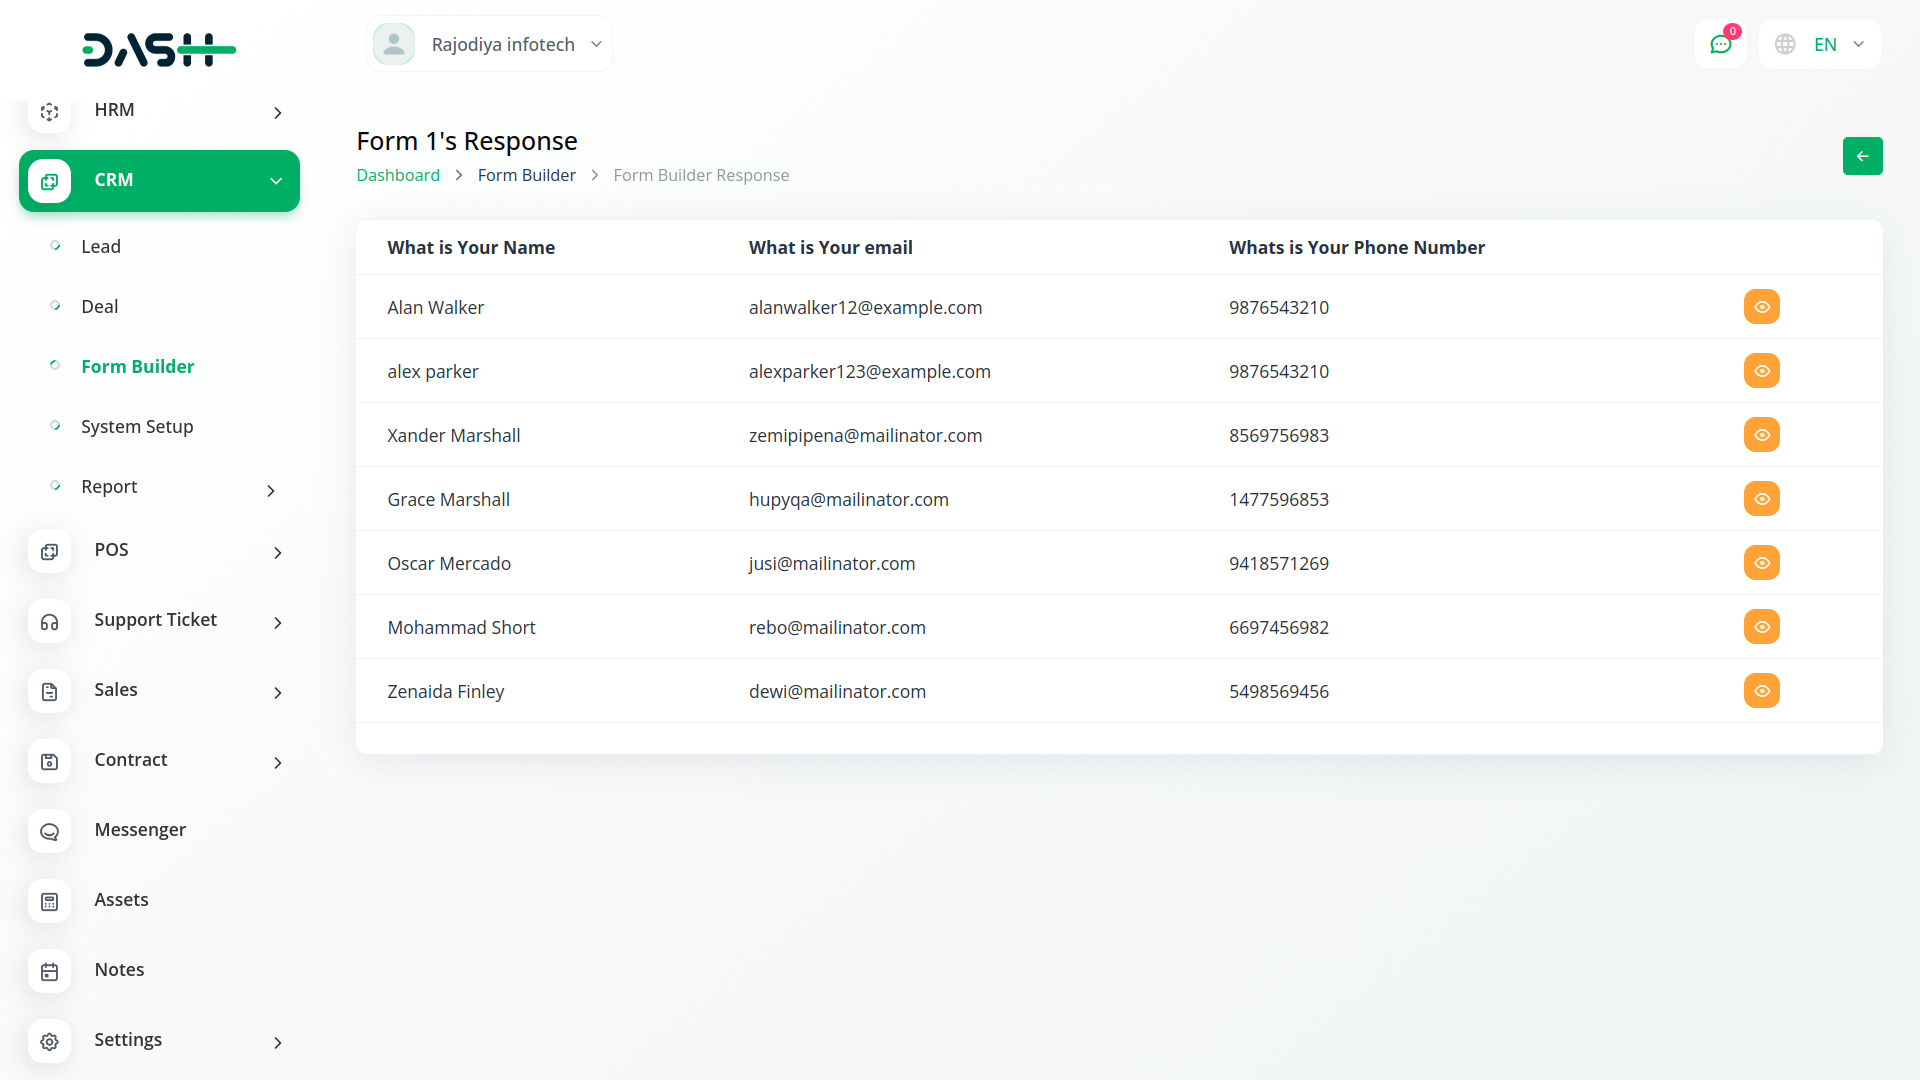 DASH
Rajodiya infotech
0
EN
HRM
CRM
Lead
Deal
Form Builder
System Setup
Report
POS
Support Ticket
Sales
Contract
Messenger
Assets
Notes
Settings
Form 1's Response
Dashboard > Form Builder > Form Builder Response
What is Your Name What is Your email Whats is Your Phone Number
Alan Walker alanwalker12@example.com 9876543210
alex parker alexparker123@example.com 9876543210
Xander Marshall zemipipena@mailinator.com 8569756983
Grace Marshall hupyqa@mailinator.com 1477596853
Oscar Mercado jusi@mailinator.com 9418571269
Mohammad Short rebo@mailinator.com 6697456982
Zenaida Finley dewi@mailinator.com 5498569456